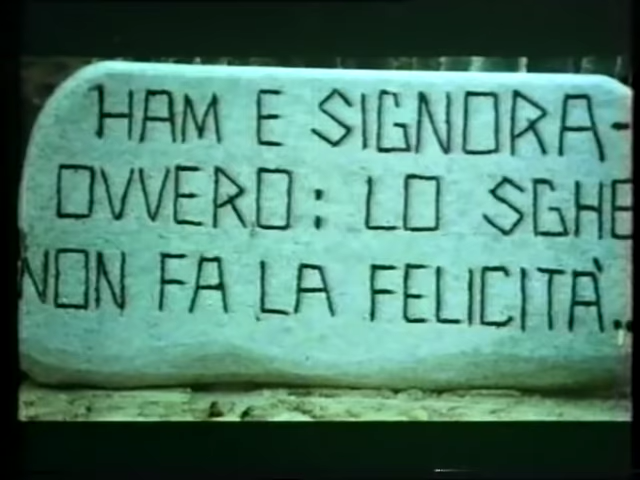 HAM E SIGNORA-
OVVERO: LO SGHE
NON FA LA FELICITÀ..